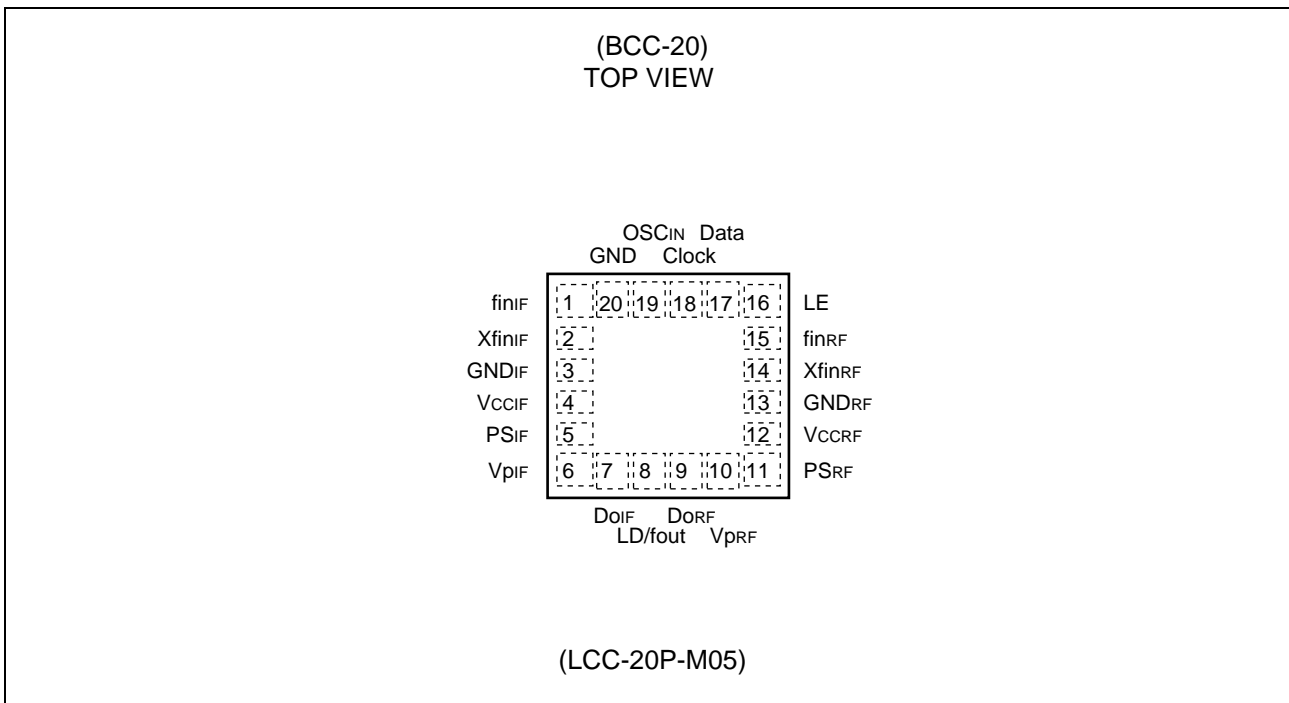 (BCC-20)
TOP VIEW
OSCIN Data
GND Clock
finIF 1 20 19 18 17 16 LE
XfinIF 2 15 finRF
GNDIF 3 14 XfinRF
VCCIF 4 13 GNDRF
PSIF 5 12 VCCRF
VpIF 6 7 8 9 10 11 PSRF
DoIF DoRF
LD/fout VpRF
(LCC-20P-M05)